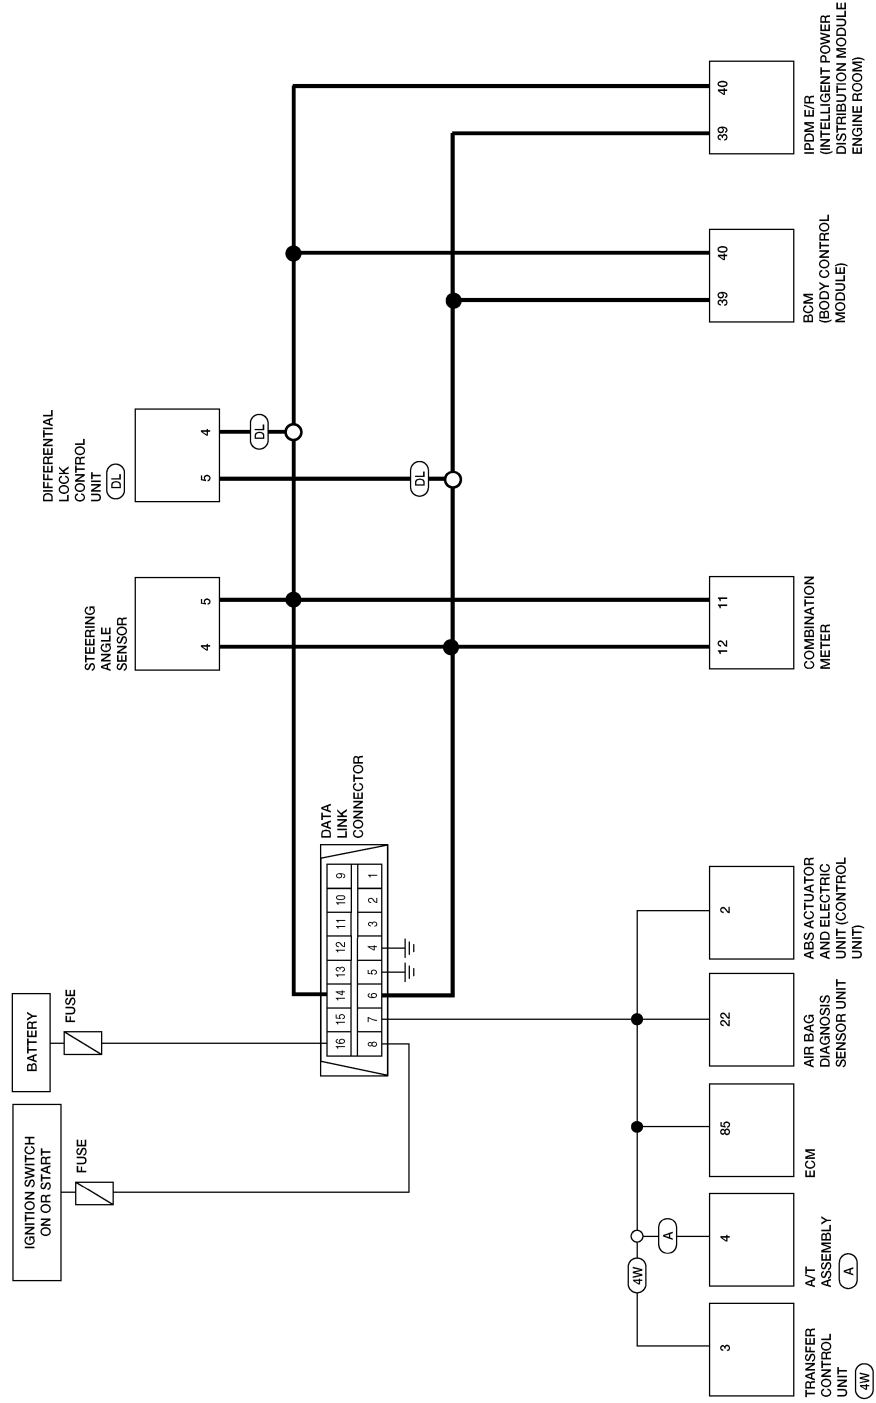 BATTERY
FUSE
IGNITION SWITCH
ON OR START
FUSE
DATA
LINK
CONNECTOR
16 15 14 13 12 11 10 9
8 7 6 5 4 3 2 1
STEERING
ANGLE
SENSOR
4 5
DIFFERENTIAL
LOCK
CONTROL
UNIT DL
5 4
DL
DL
TRANSFER
CONTROL
UNIT
4W
3
4W
A/T
ASSEMBLY
A
4
A
ECM
85
AIR BAG
DIAGNOSIS
SENSOR UNIT
22
ABS ACTUATOR
AND ELECTRIC
UNIT (CONTROL
UNIT)
2
COMBINATION
METER
12 11
BCM
(BODY CONTROL
MODULE)
39 40
IPDM E/R
(INTELLIGENT POWER
DISTRIBUTION MODULE
ENGINE ROOM)
39 40